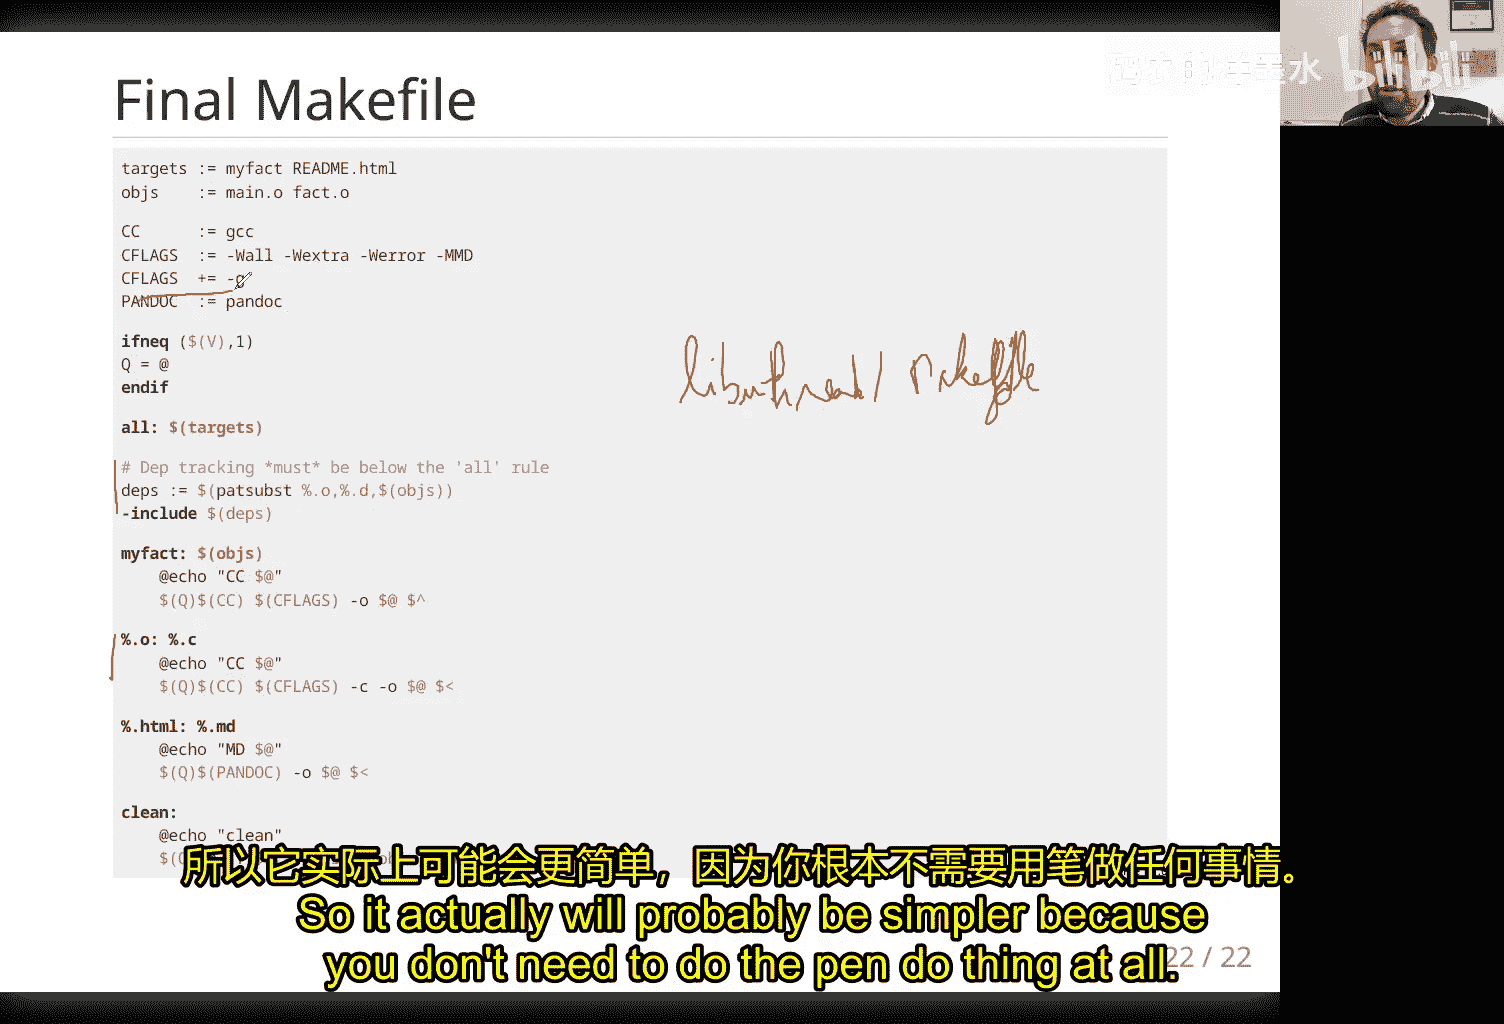 Final Makefile
targets := myfact README.html
objs    := main.o fact.o
CC      := gcc
CFLAGS  := -Wall -Wextra -Werror -MMD
CFLAGS  += -g
PANDOC  := pandoc
ifneq ($(V),1)
Q = @
endif
all: $(targets)
# Dep tracking *must* be below the 'all' rule
deps := $(patsubst %.o,%.d,$(objs))
-include $(deps)
myfact: $(objs)
    @echo "CC $@"
    $(Q)$(CC) $(CFLAGS) -o $@ $^
%.o: %.c
    @echo "CC $@"
    $(Q)$(CC) $(CFLAGS) -c -o $@ $<
%.html: %.md
    @echo "MD $@"
    $(Q)$(PANDOC) -o $@ $<
clean:
    @echo "clean"
libuthread/ Makefile
bilibili
所以它实际上可能会更简单，因为你根本不需要用笔做任何事情。
So it actually will probably be simpler because
you don't need to do the pen do thing at all.
22 / 22